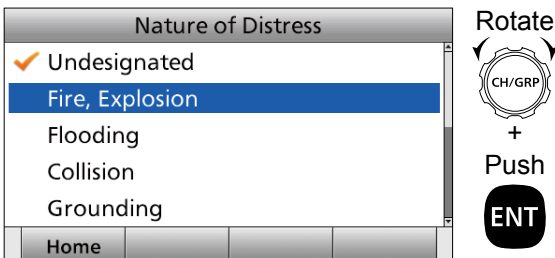 Nature of Distress
Undesignated
Fire, Explosion
Flooding
Collision
Grounding
Home
Rotate
CH/GRP
+
Push
ENT